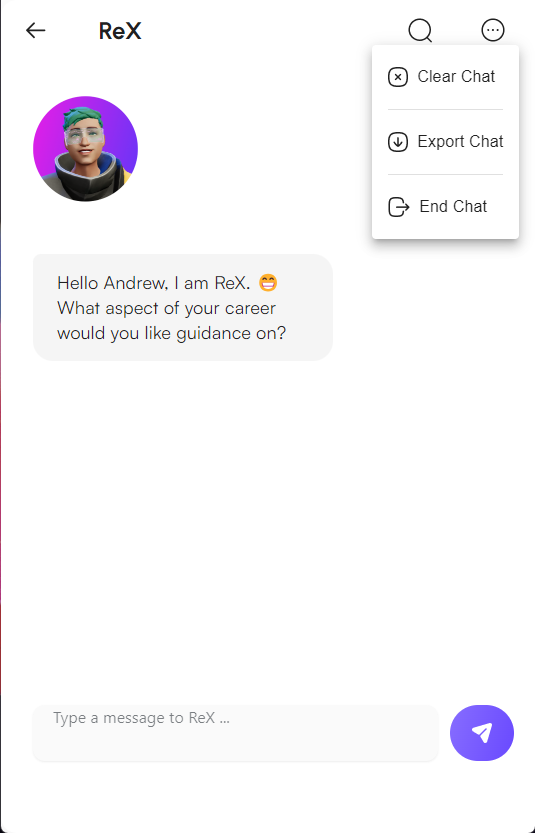 ReX
Clear Chat
Export Chat
End Chat
Hello Andrew, I am ReX. 😁
What aspect of your career
would you like guidance on?
Type a message to ReX ...